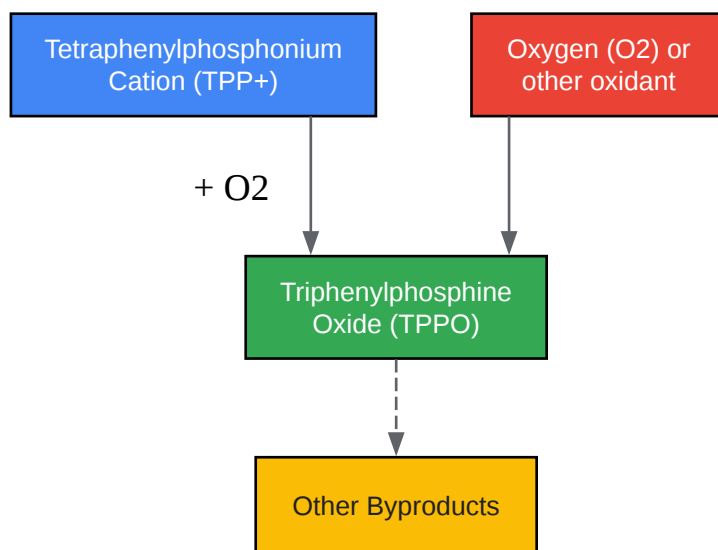 Tetraphenylphosphonium
Cation (TPP+)
Oxygen (O2) or
other oxidant
+ O2
Triphenylphosphine
Oxide (TPPO)
Other Byproducts